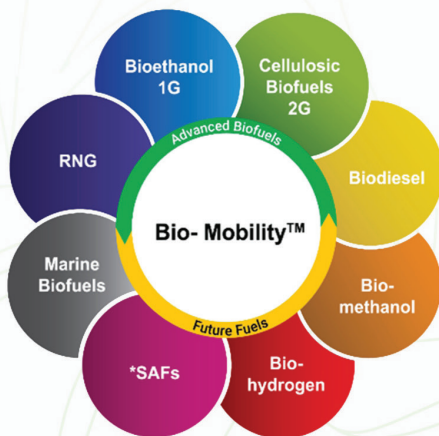 Bioethanol
1G
Cellulosic
Biofuels
2G
Advanced Biofuels
RNG
Biodiesel
Bio- Mobility™
Marine
Biofuels
Bio-
methanol
Future Fuels
*SAFs
Bio-
hydrogen